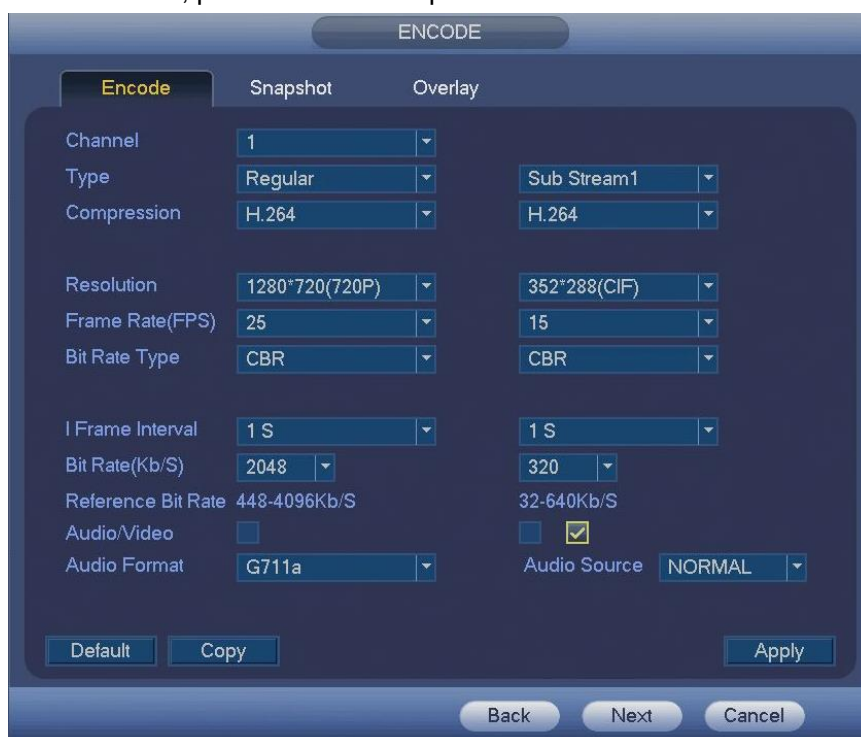 ENCODE
Encode Snapshot Overlay
Channel 1
Type Regular Sub Stream1
Compression H.264 H.264
Resolution 1280*720(720P) 352*288(CIF)
Frame Rate(FPS) 25 15
Bit Rate Type CBR CBR
I Frame Interval 1 S 1 S
Bit Rate(Kb/S) 2048 320
Reference Bit Rate 448-4096Kb/S 32-640Kb/S
Audio/Video
Audio Format G711a Audio Source NORMAL
Default Copy Apply
Back Next Cancel